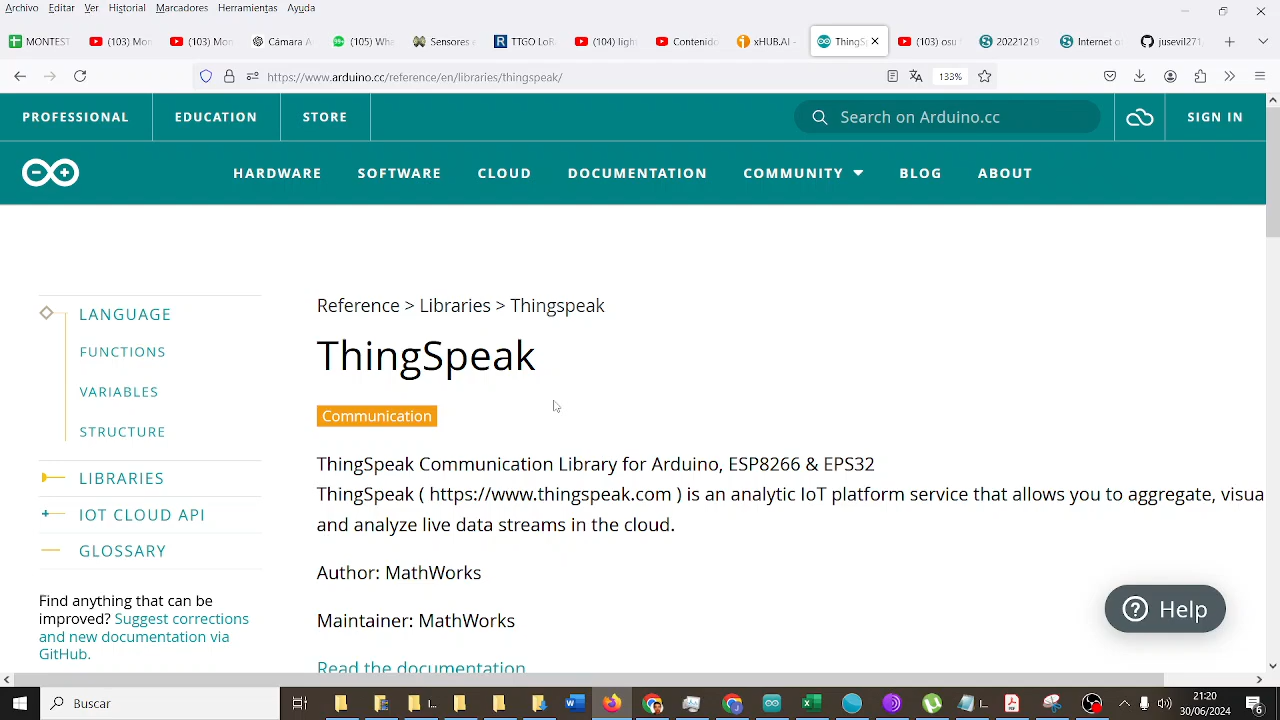 Archivo Editar Ver Historial Marcadores Herramientas Ayuda
MONTEST
(103) Mon
(103) Mon
Cámara A
(105) Wha
Sensores
TTGO LoR
(104) ligh
Contenido
xHUB.AI
ThingS
(103) osu
20221219
Internet o
jusevil271
https://www.arduino.cc/reference/en/libraries/thingspeak/
133%
PROFESSIONAL
EDUCATION
STORE
Search on Arduino.cc
SIGN IN
HARDWARE
SOFTWARE
CLOUD
DOCUMENTATION
COMMUNITY
BLOG
ABOUT
Reference > Libraries > Thingspeak
LANGUAGE
FUNCTIONS
VARIABLES
STRUCTURE
LIBRARIES
IOT CLOUD API
GLOSSARY
Find anything that can be
improved? Suggest corrections
and new documentation via
GitHub.
ThingSpeak
Communication
ThingSpeak Communication Library for Arduino, ESP8266 & EPS32
ThingSpeak ( https://www.thingspeak.com ) is an analytic IoT platform service that allows you to aggregate, visua
and analyze live data streams in the cloud.
Author: MathWorks
Maintainer: MathWorks
Read the documentation
Help
Buscar
21:20
30/06/2024
6